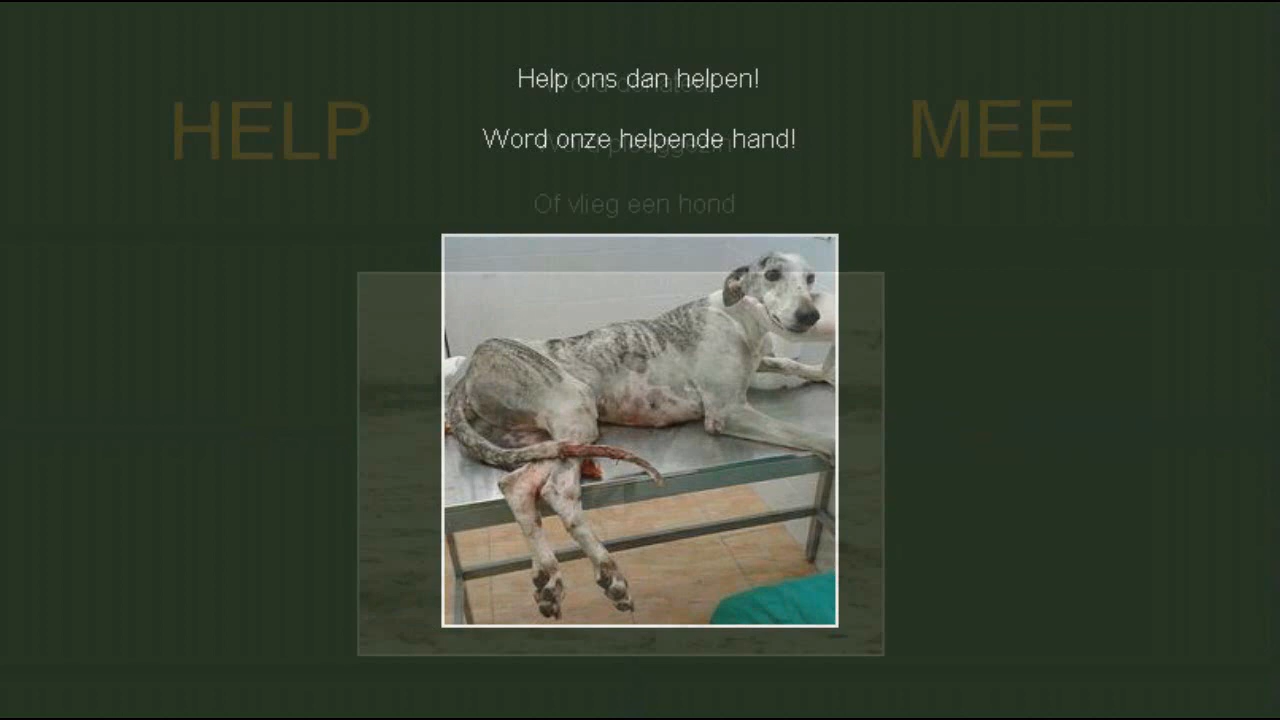 Help ons dan helpen!
HELP
MEE
Word onze helpende hand!
Of vlieg een hond